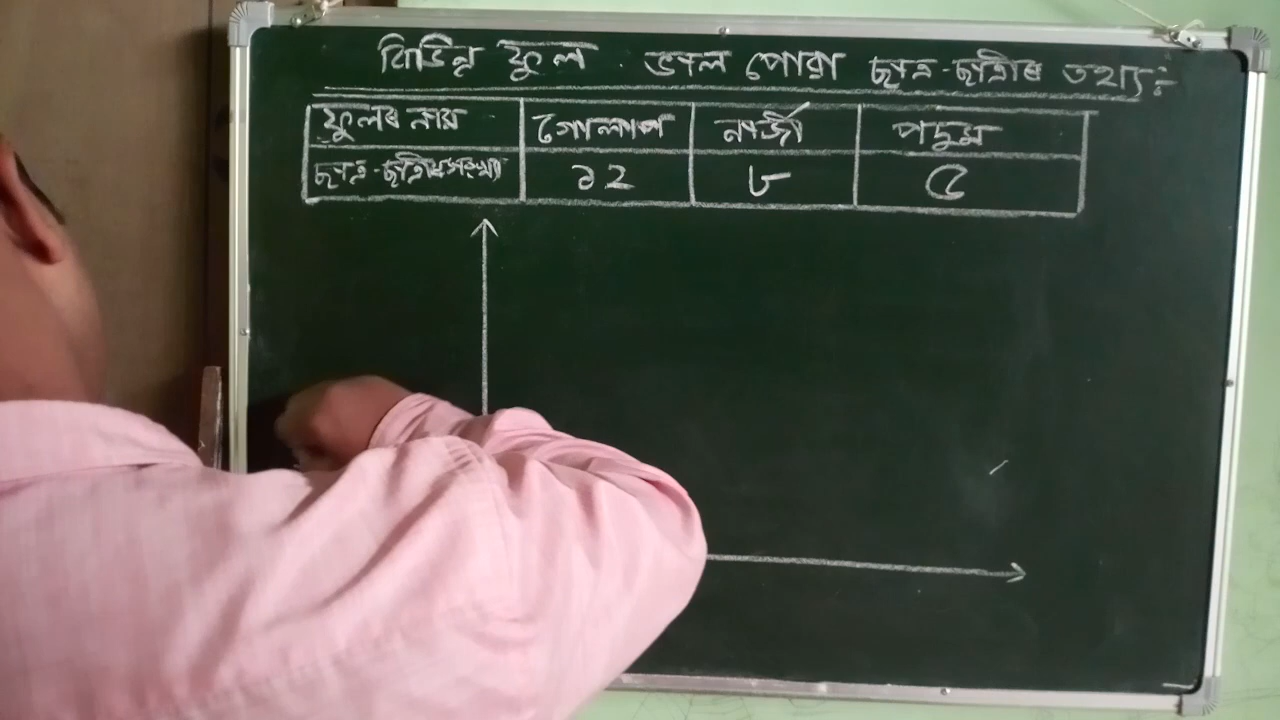 বিভিন্ন ফুল ভাল পোৱা ছাত্ৰ-ছাত্ৰীৰ তথ্য:
ফুলৰ নাম গোলাপ নাৰ্জী পদুম
ছাত্ৰ-ছাত্ৰীৰ সংখ্যা ১২ ৮ ৫